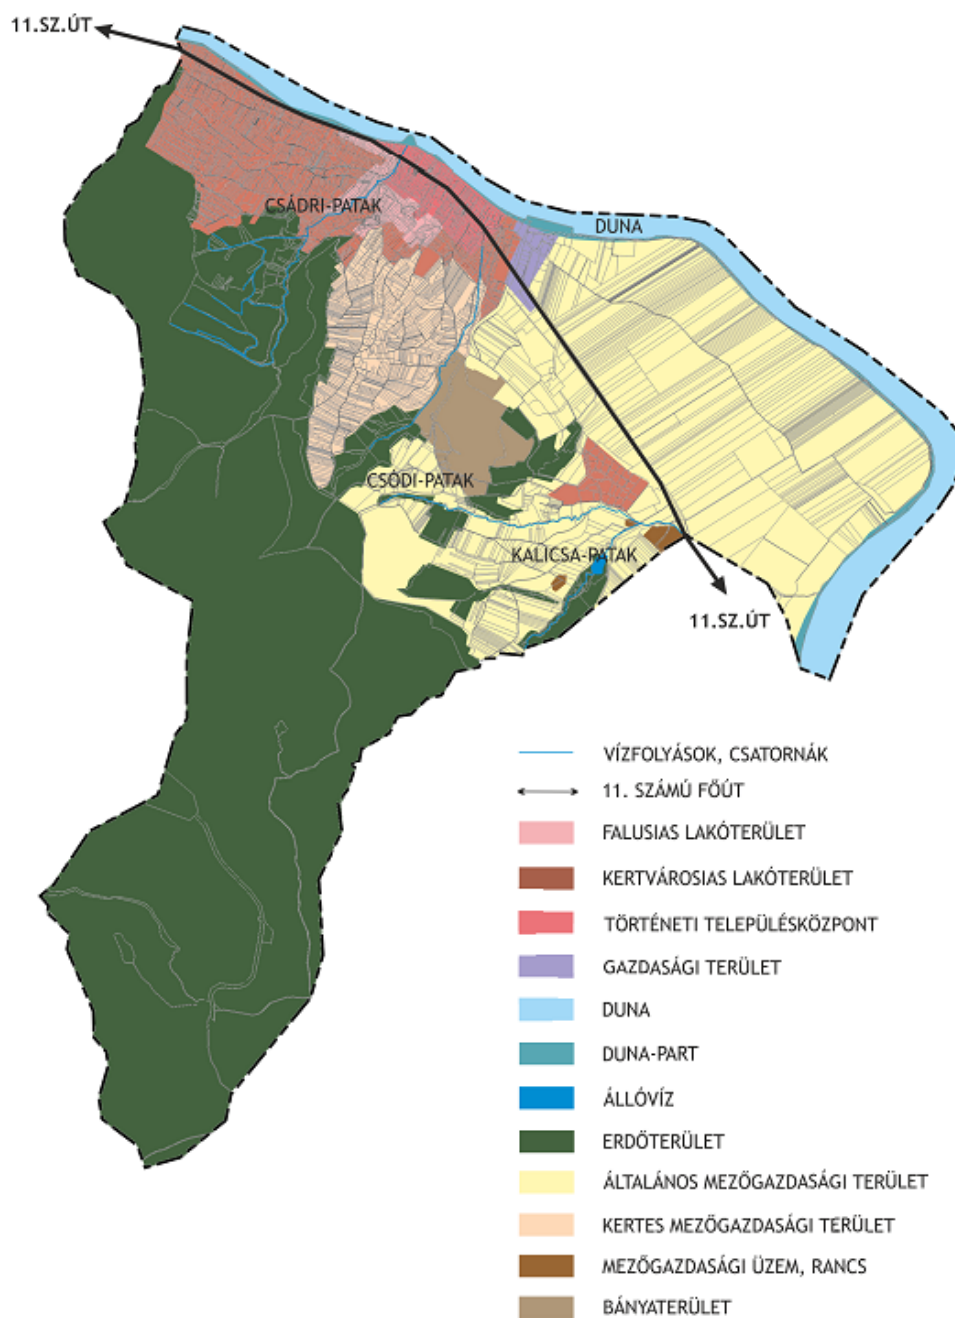 11.SZ.ÚT
CSÁDRI-PATAK
DUNA
CSÓDI-PATAK
KALICSA-PATAK
11.SZ.ÚT
VÍZFOLYÁSOK, CSATORNÁK
11. SZÁMÚ FŐÚT
FALUSIAS LAKÓTERÜLET
KERTVÁROSIAS LAKÓTERÜLET
TÖRTÉNETI TELEPÜLÉSKÖZPONT
GAZDASÁGI TERÜLET
DUNA
DUNA-PART
ÁLLÓVÍZ
ERDŐTERÜLET
ÁLTALÁNOS MEZŐGAZDASÁGI TERÜLET
KERTES MEZŐGAZDASÁGI TERÜLET
MEZŐGAZDASÁGI ÜZEM, RANCS
BÁNYATERÜLET